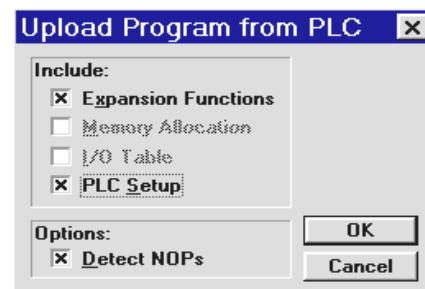 Upload Program from PLC
Include:
Expansion Functions
Memory Allocation
I/O Table
PLC Setup
Options:
Detect NOPs
OK
Cancel